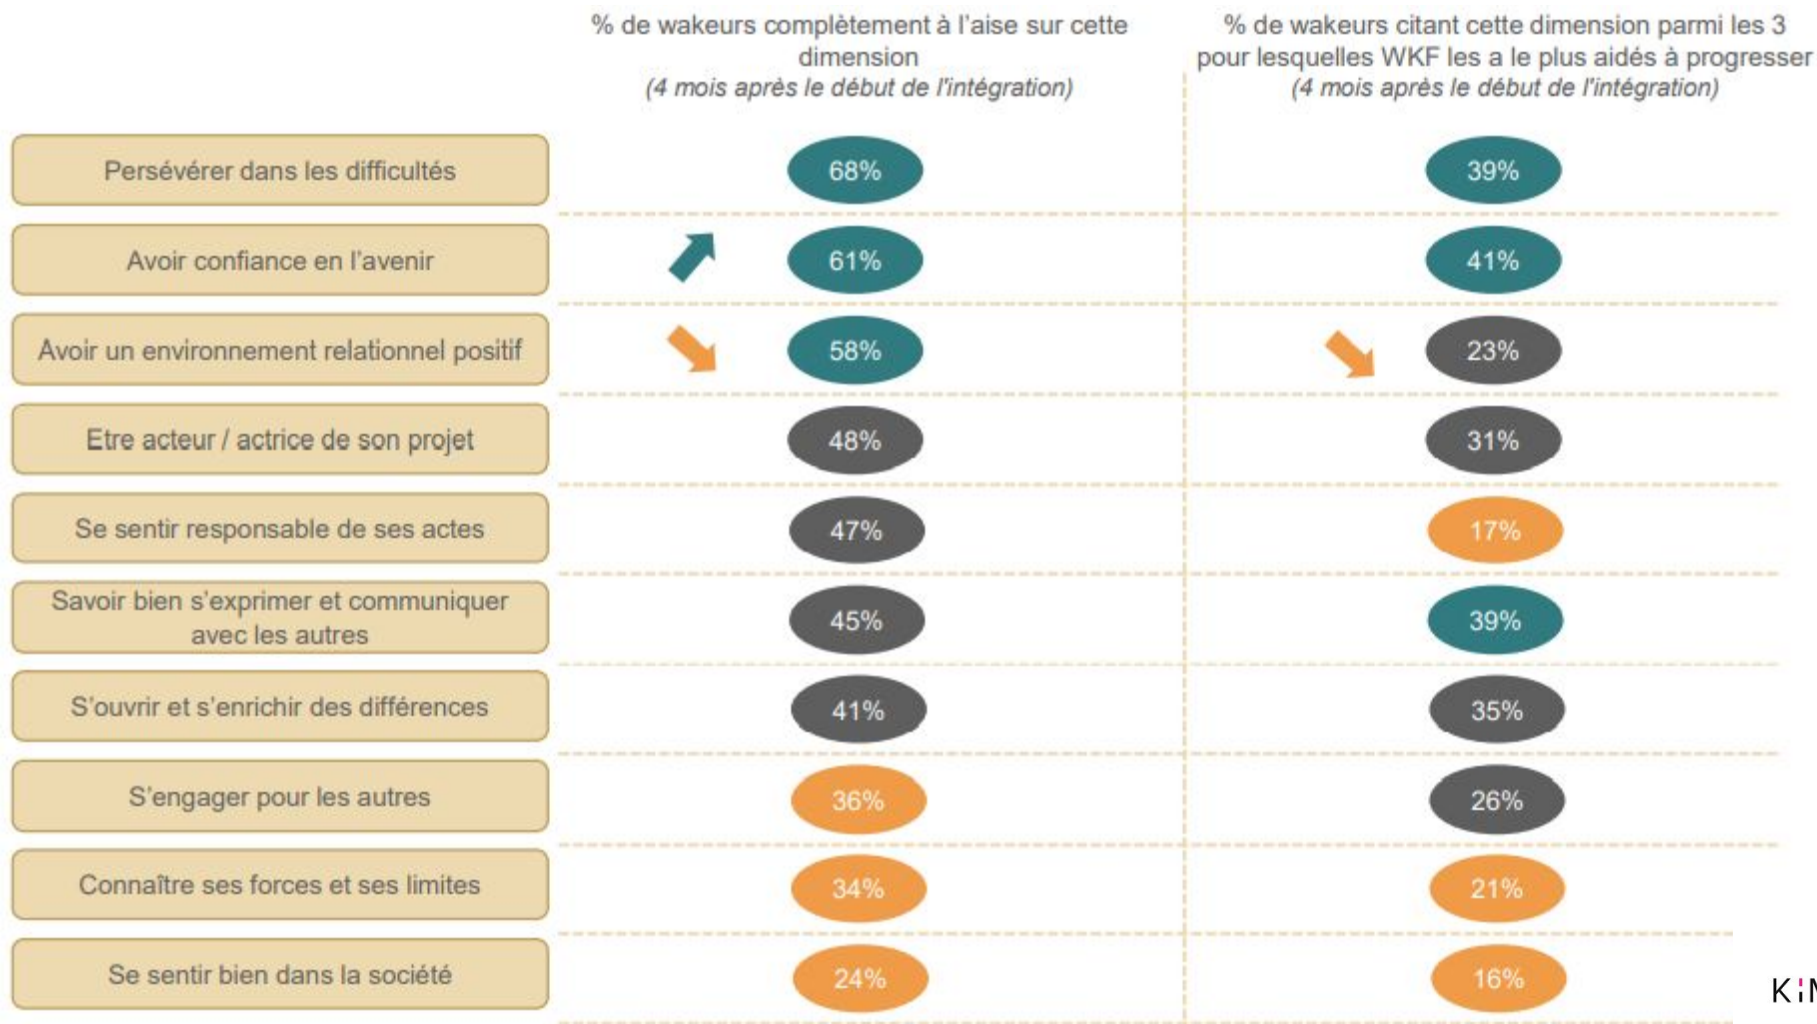 % de wakeurs complètement à l'aise sur cette
dimension
(4 mois après le début de l'intégration)
% de wakeurs citant cette dimension parmi les 3
pour lesquelles WKF les a le plus aidés à progresser
(4 mois après le début de l'intégration)
Persévérer dans les difficultés
68%
39%
Avoir confiance en l'avenir
61%
41%
Avoir un environnement relationnel positif
58%
23%
Etre acteur / actrice de son projet
48%
31%
Se sentir responsable de ses actes
47%
17%
Savoir bien s'exprimer et communiquer
avec les autres
45%
39%
S'ouvrir et s'enrichir des différences
41%
35%
S'engager pour les autres
36%
26%
Connaître ses forces et ses limites
34%
21%
Se sentir bien dans la société
24%
16%